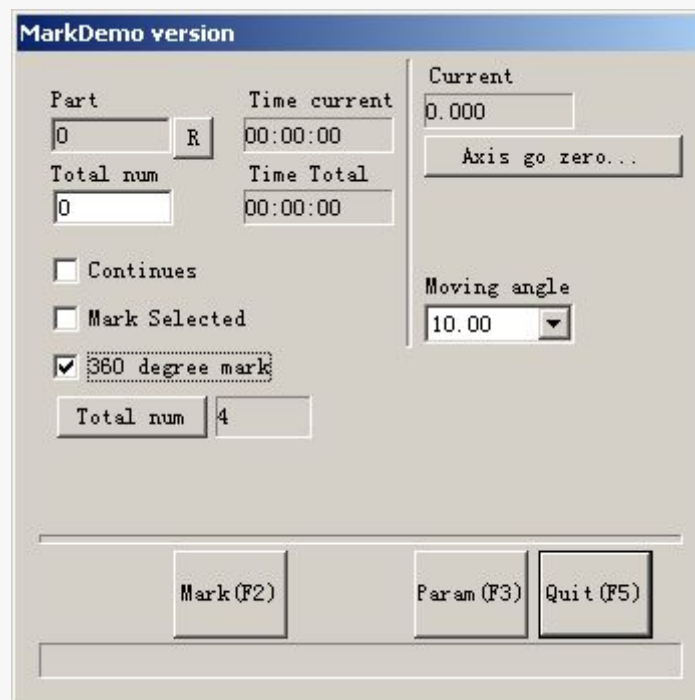 MarkDemo version
Part
0
R
Time current
00:00:00
Total num
0
Time Total
00:00:00
Continues
Mark Selected
360 degree mark
Total num
4
Current
0.000
Axis go zero...
Moving angle
10.00
Mark(F2)
Param(F3)
Quit(F5)